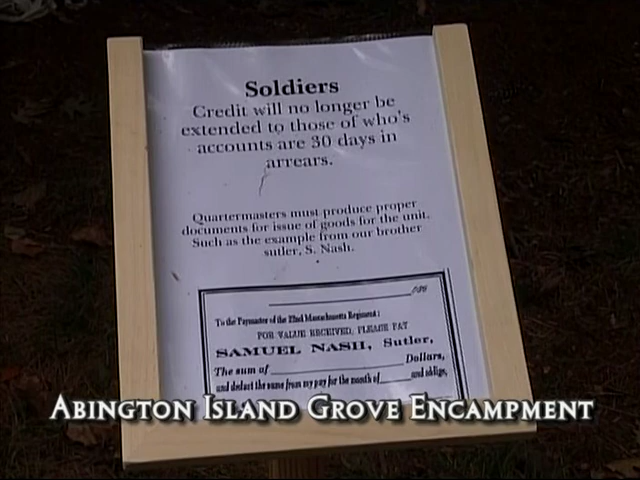 Soldiers
Credit will no longer be
extended to those of who's
accounts are 30 days in
arrears.
Quartermasters must produce proper
documents for issue of goods for the unit.
Such as the example from our brother
sutler, S. Nash.
To the Paymaster of the 22nd Massachusetts Regiment:
FOR VALUE RECEIVED, PLEASE PAY
SAMUEL NASH, Sutler,
The sum of Dollars,
and deduct the same from my pay for the month of and oblige,
ABINGTON ISLAND GROVE ENCAMPMENT